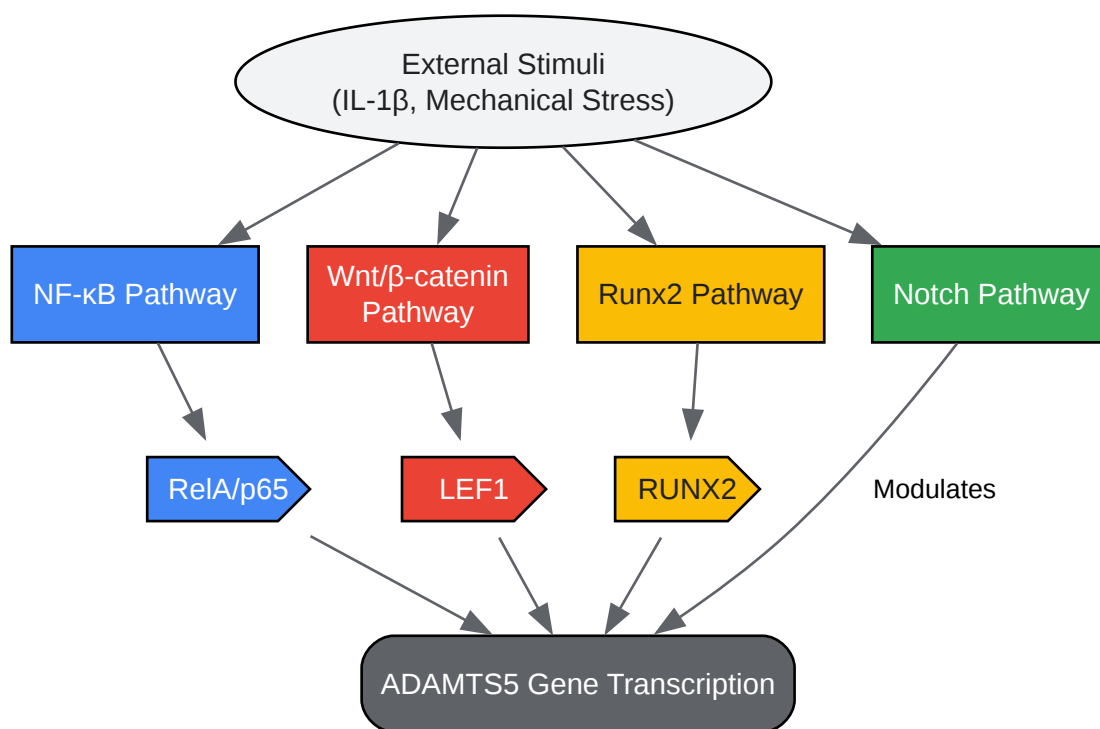 External Stimuli
(IL-1β, Mechanical Stress)
NF-κB Pathway
Wnt/β-catenin
Pathway
Runx2 Pathway
Notch Pathway
RelA/p65
LEF1
RUNX2
Modulates
ADAMTS5 Gene Transcription